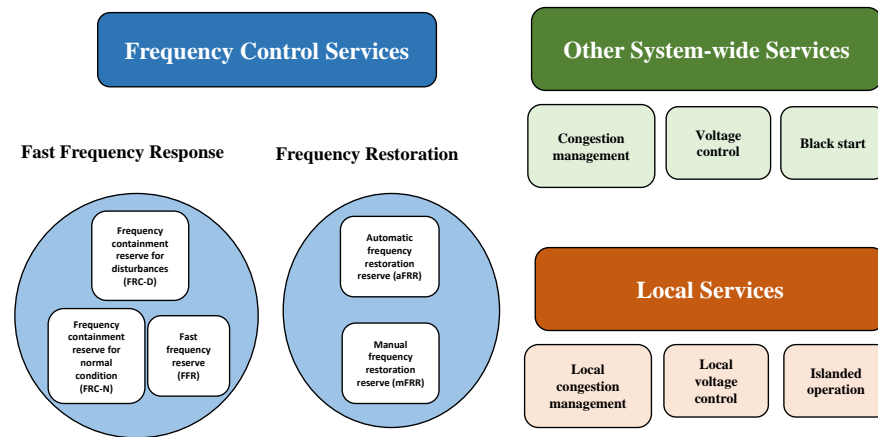 Frequency Control Services
Fast Frequency Response
Frequency
containment
reserve for
disturbances
(FRC-D)
Frequency
containment
reserve for
normal
condition
(FRC-N)
Fast
frequency
reserve
(FFR)
Frequency Restoration
Automatic
frequency
restoration
reserve (aFRR)
Manual
frequency
restoration
reserve (mFRR)
Other System-wide Services
Congestion
management
Voltage
control
Black start
Local Services
Local
congestion
management
Local
voltage
control
Islanded
operation